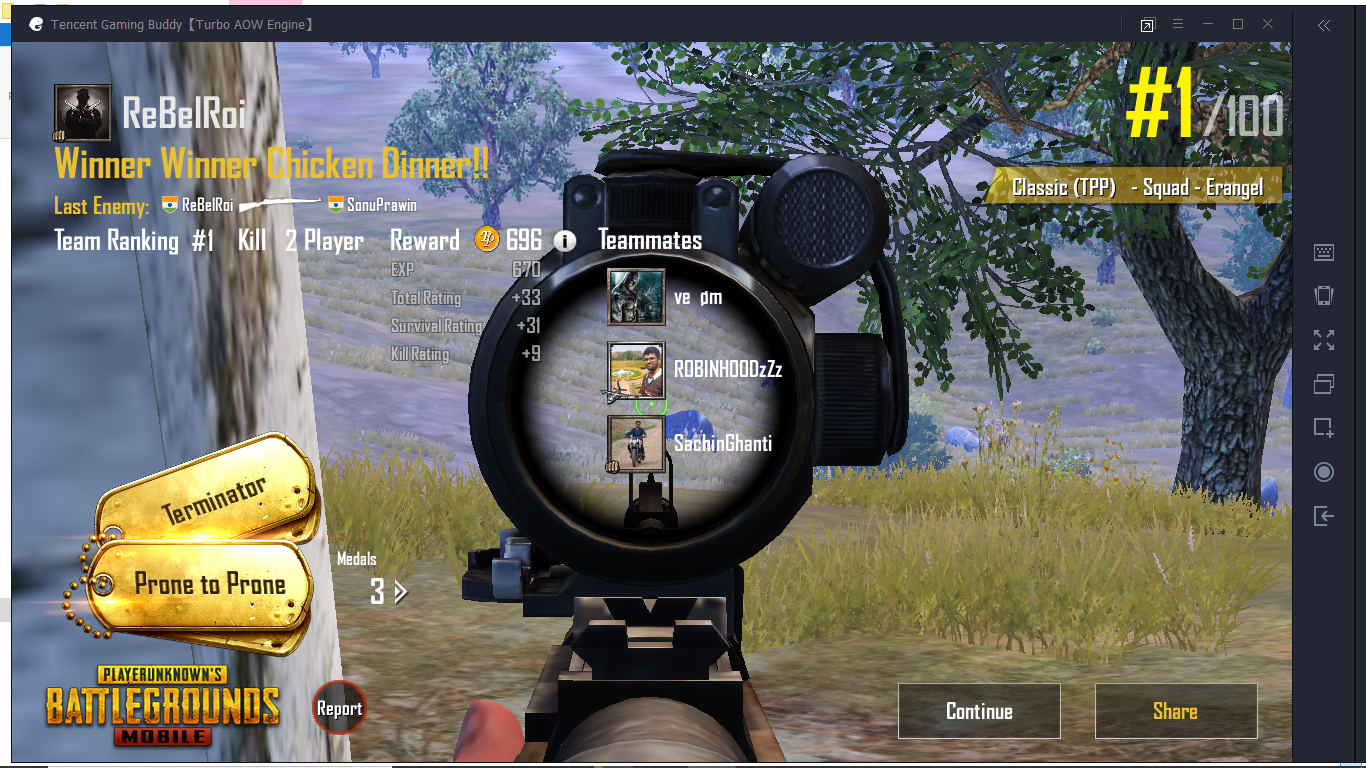 Tencent Gaming Buddy【Turbo AOW Engine】
ReBelRoi
#1/100
Winner Winner Chicken Dinner!!
Classic (TPP) - Squad - Erangel
Last Enemy: ReBelRoi SonuPrawin
Team Ranking #1 Kill 2 Player Reward 696 Teammates
EXP 670
Total Rating +33
Survival Rating +31
Kill Rating +9
ve øm
ROBINHOODzZz
SachinGhanti
Terminator
Prone to Prone
Medals
3
PLAYERUNKNOWN'S
BATTLEGROUNDS
MOBILE
Report
Continue
Share